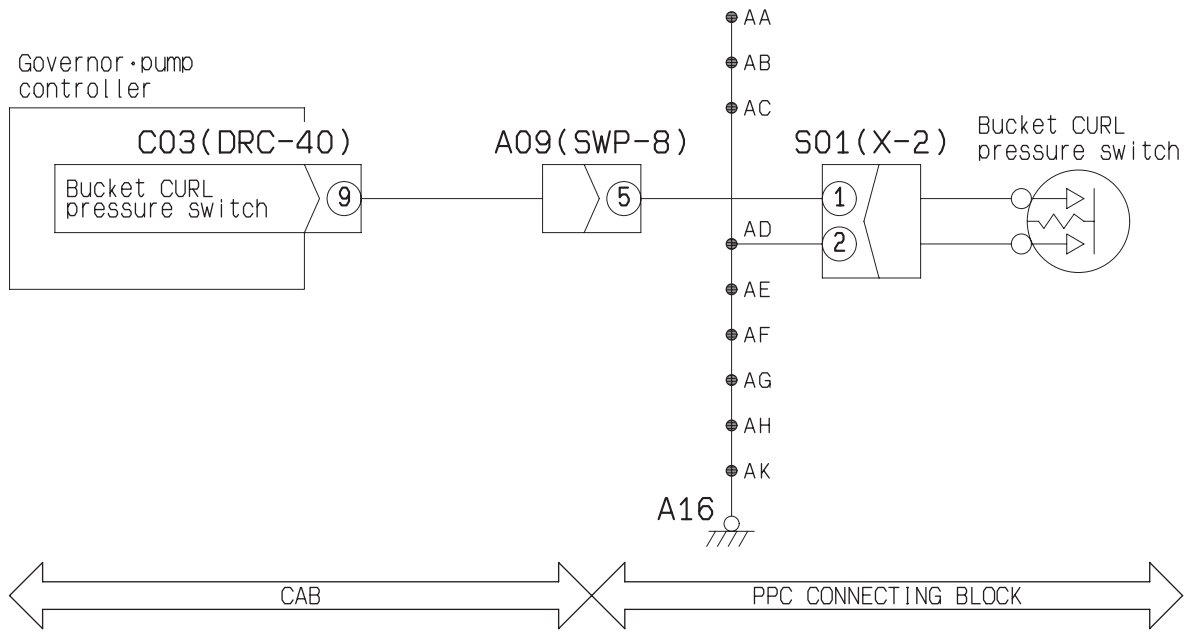 AA
AB
AC
Governor・pump
controller
C03(DRC-40)
A09(SWP-8)
S01(X-2)
Bucket CURL
pressure switch
Bucket CURL
pressure switch
9
5
1
2
AD
AE
AF
AG
AH
AK
A16
CAB
PPC CONNECTING BLOCK